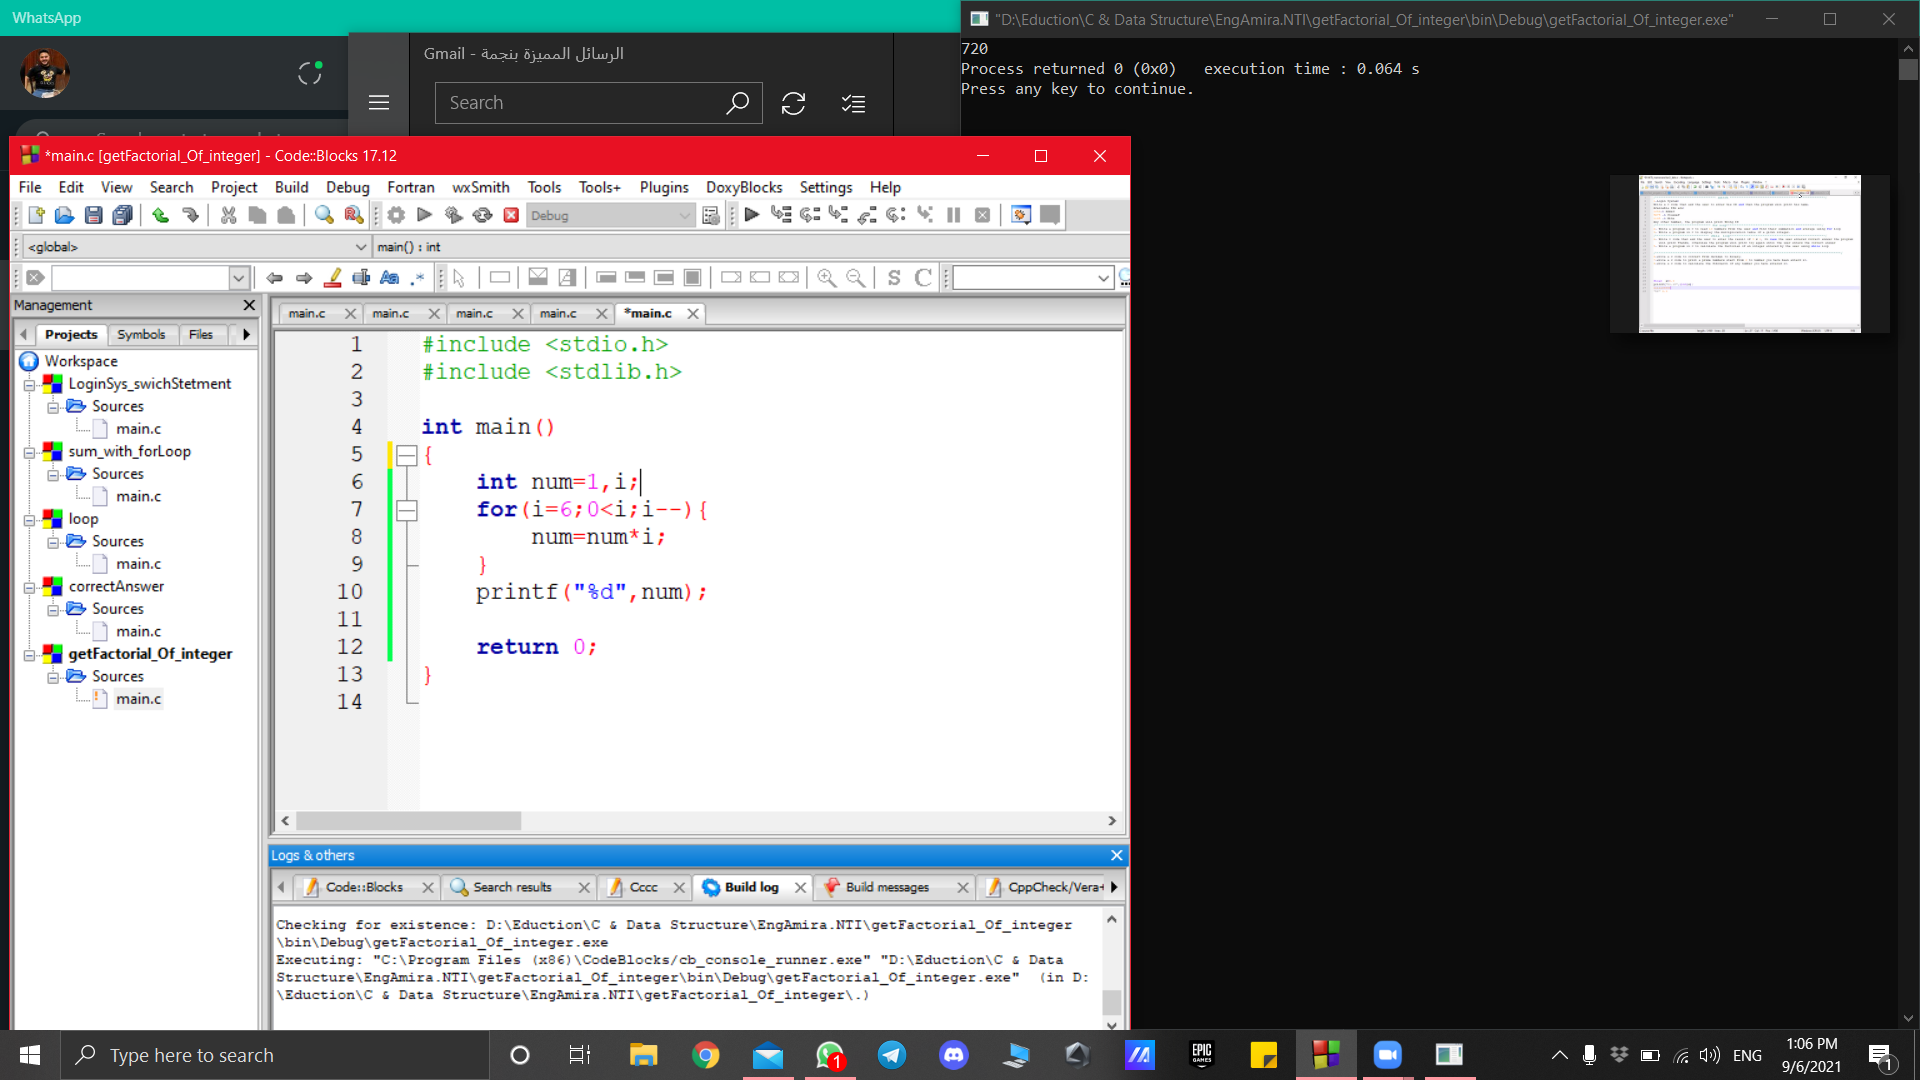 WhatsApp
Gmail - الرسائل المميزة بنجمة
Search
"D:\Eduction\C & Data Structure\EngAmira.NTI\getFactorial_Of_integer\bin\Debug\getFactorial_Of_integer.exe"
720
Process returned 0 (0x0)   execution time : 0.064 s
Press any key to continue.
*main.c [getFactorial_Of_integer] - Code::Blocks 17.12
File Edit View Search Project Build Debug Fortran wxSmith Tools Tools+ Plugins DoxyBlocks Settings Help
Debug
<global>
main() : int
Management
Projects Symbols Files
Workspace
LoginSys_swichStetment
Sources
main.c
sum_with_forLoop
Sources
main.c
loop
Sources
main.c
correctAnswer
Sources
main.c
getFactorial_Of_integer
Sources
main.c
main.c main.c main.c main.c *main.c
1 #include <stdio.h>
2 #include <stdlib.h>
3
4 int main()
5 {
6 int num=1,i;
7 for(i=6;0<i;i--){
8 num=num*i;
9 }
10 printf("%d",num);
11
12 return 0;
13 }
14
Logs & others
Code::Blocks Search results Cccc Build log Build messages CppCheck/Vera+
Checking for existence: D:\Eduction\C & Data Structure\EngAmira.NTI\getFactorial_Of_integer
\bin\Debug\getFactorial_Of_integer.exe
Executing: "C:\Program Files (x86)\CodeBlocks/cb_console_runner.exe" "D:\Eduction\C & Data
Structure\EngAmira.NTI\getFactorial_Of_integer\bin\Debug\getFactorial_Of_integer.exe"  (in D:
\Eduction\C & Data Structure\EngAmira.NTI\getFactorial_Of_integer\.)
Type here to search
1
EPIC
GAMES
ENG
1:06 PM
9/6/2021
1